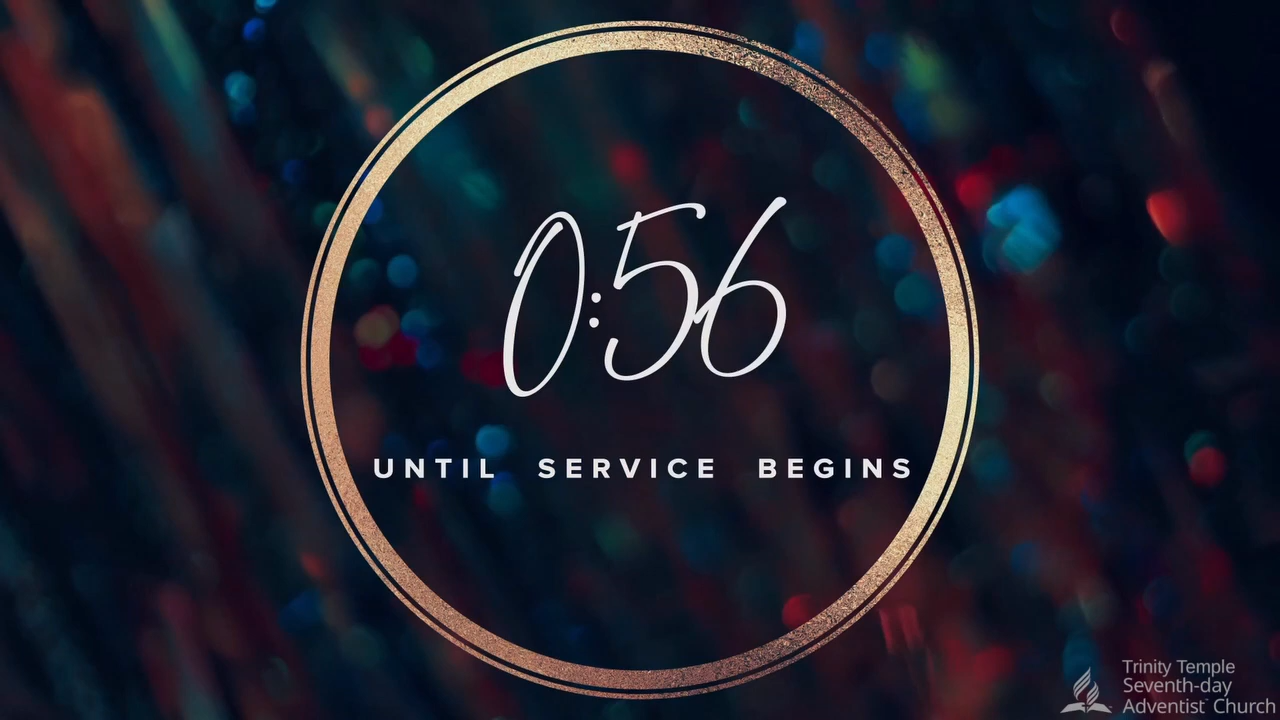 0:56
UNTIL SERVICE BEGINS
Trinity Temple
Seventh-day
Adventist Church